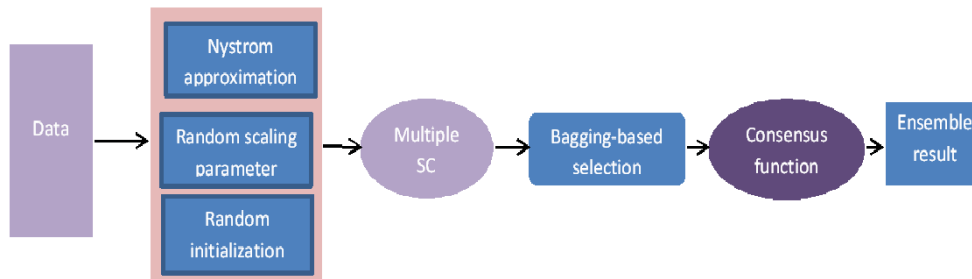 Data
Nystrom
approximation
Random scaling
parameter
Random
initialization
Multiple
SC
Bagging-based
selection
Consensus
function
Ensemble
result